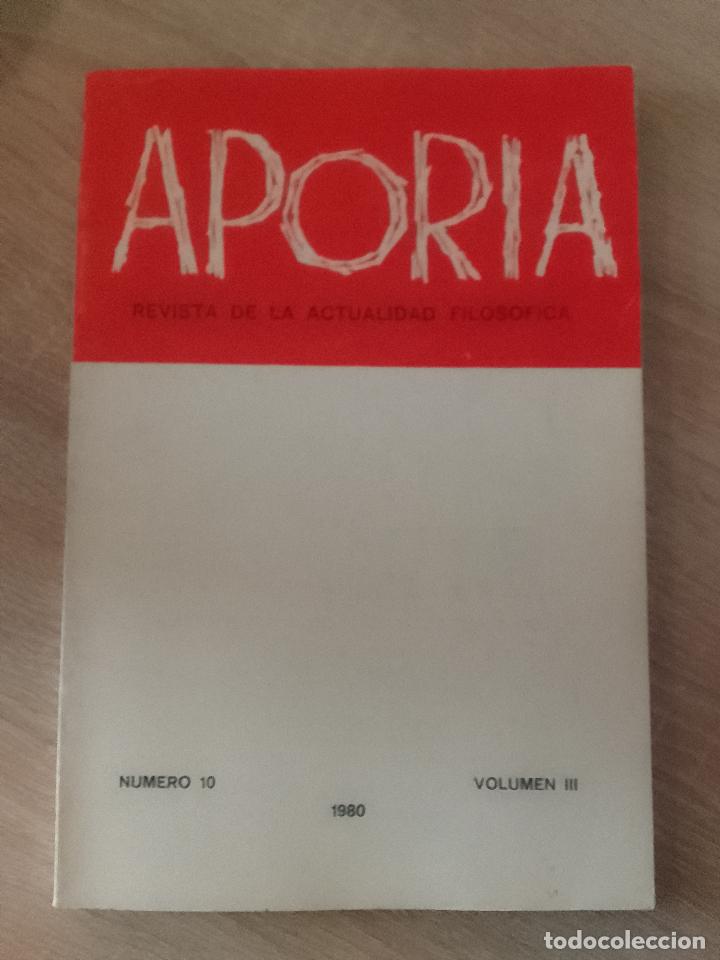 APORIA
REVISTA DE LA ACTUALIDAD FILOSOFICA
NUMERO 10
VOLUMEN III
1980
todocoleccion